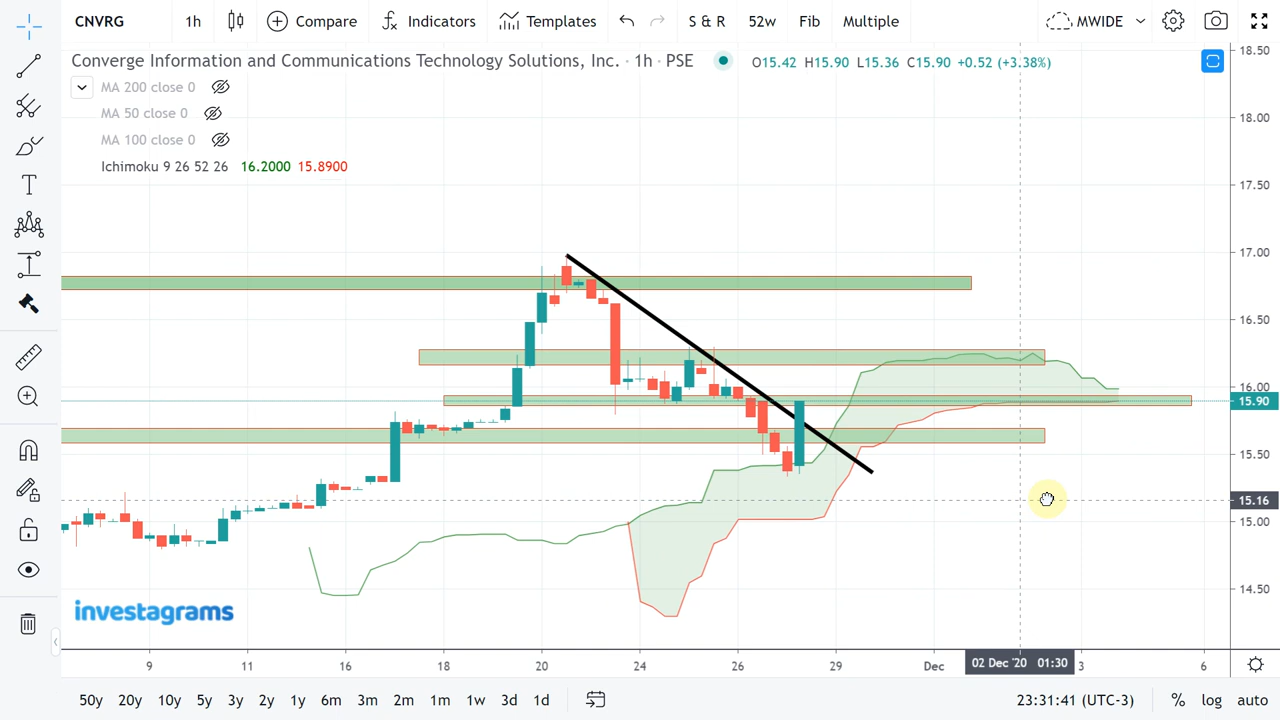 CNVRG 1h Compare Indicators Templates S & R 52w Fib Multiple MWIDE
Converge Information and Communications Technology Solutions, Inc. · 1h · PSE O15.42 H15.90 L15.36 C15.90 +0.52 (+3.38%)
MA 200 close 0
MA 50 close 0
MA 100 close 0
Ichimoku 9 26 52 26 16.2000 15.8900
18.50
18.00
17.50
17.00
16.50
16.00
15.90
15.50
15.16
15.00
14.50
investagrams
9 11 16 18 20 24 26 29 Dec 02 Dec '20 01:30 3 6
50y 20y 10y 5y 3y 2y 1y 6m 3m 2m 1m 1w 3d 1d 23:31:41 (UTC-3) % log auto